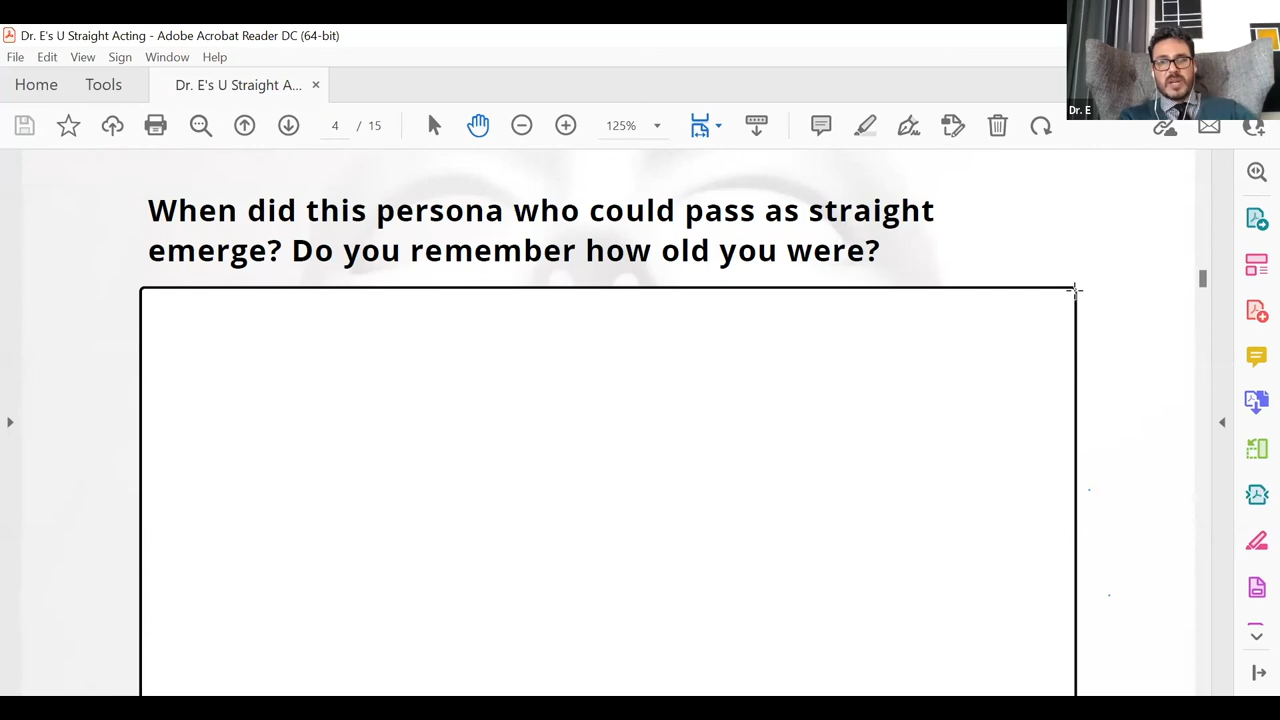 Dr. E's U Straight Acting - Adobe Acrobat Reader DC (64-bit)
File Edit View Sign Window Help
Home Tools Dr. E's U Straight A... ×
4 / 15 125%
Dr. E
When did this persona who could pass as straight
emerge? Do you remember how old you were?